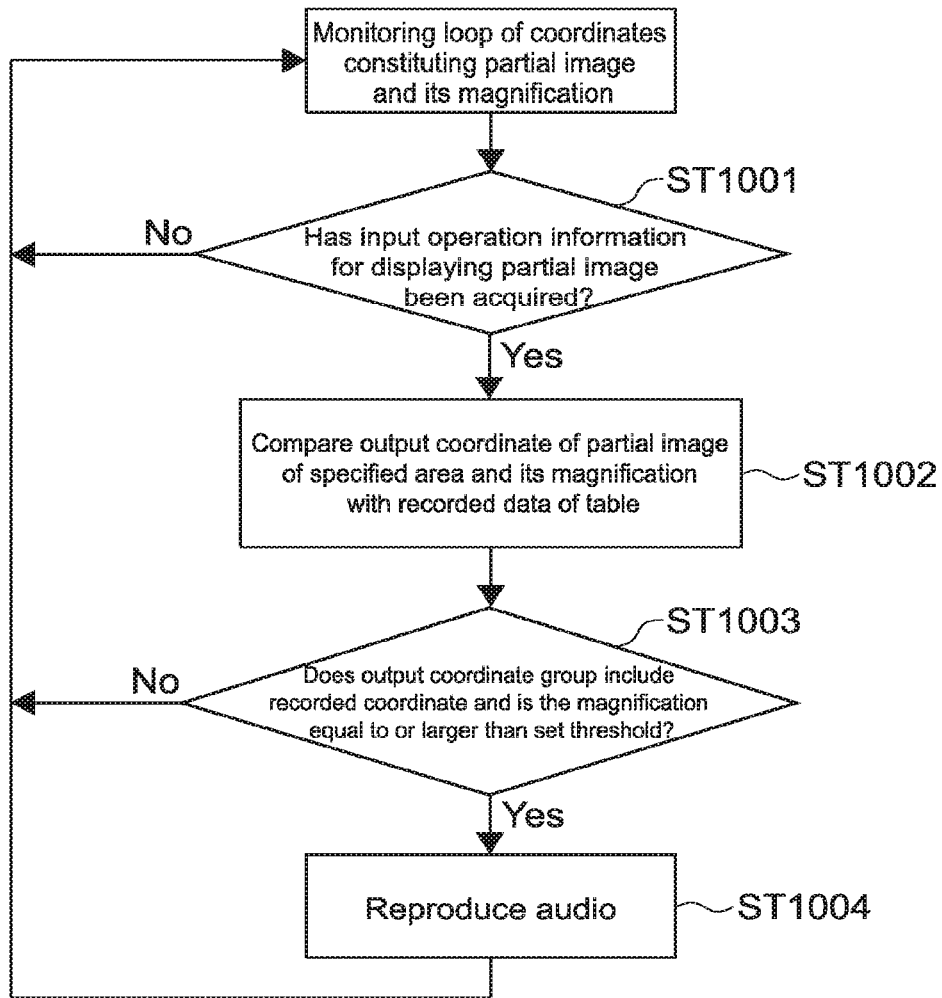 Monitoring loop of coordinates
constituting partial image
and its magnification
ST1001
No
Has input operation information
for displaying partial image
been acquired?
Yes
Compare output coordinate of partial image
of specified area and its magnification
with recorded data of table
ST1002
ST1003
No
Does output coordinate group include
recorded coordinate and is the magnification
equal to or larger than set threshold?
Yes
Reproduce audio
ST1004